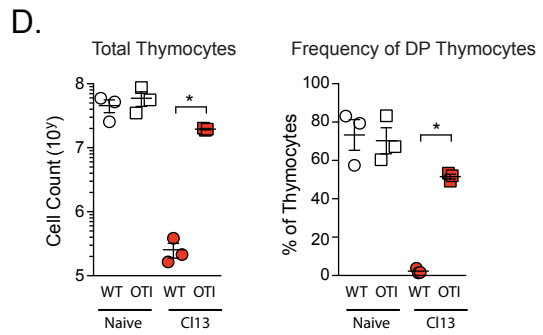 D.
Total Thymocytes
Cell Count (10ʸ)
8
7
6
5
*
WT OTI WT OTI
Naive Cl13
Frequency of DP Thymocytes
% of Thymocytes
100
80
60
40
20
0
*
WT OTI WT OTI
Naive Cl13